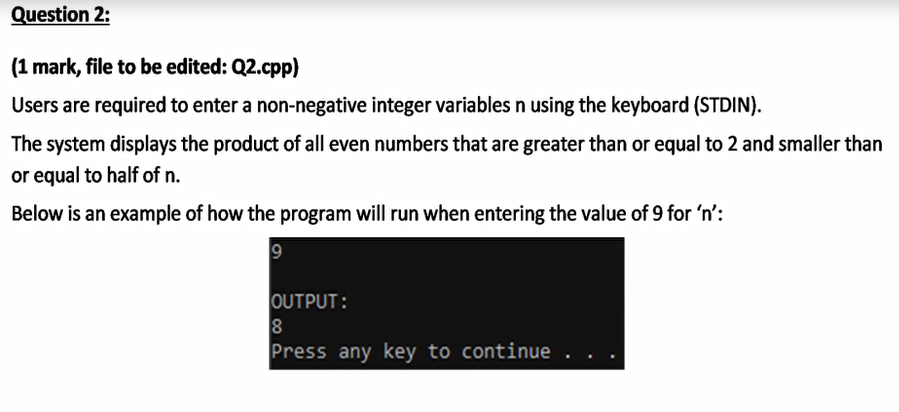 Question 2:
(1 mark, file to be edited: Q2.cpp)
Users are required to enter a non-negative integer variables n using the keyboard (STDIN).
The system displays the product of all even numbers that are greater than or equal to 2 and smaller than
or equal to half of n.
Below is an example of how the program will run when entering the value of 9 for ‘n’:
9
OUTPUT:
8
Press any key to continue . . .